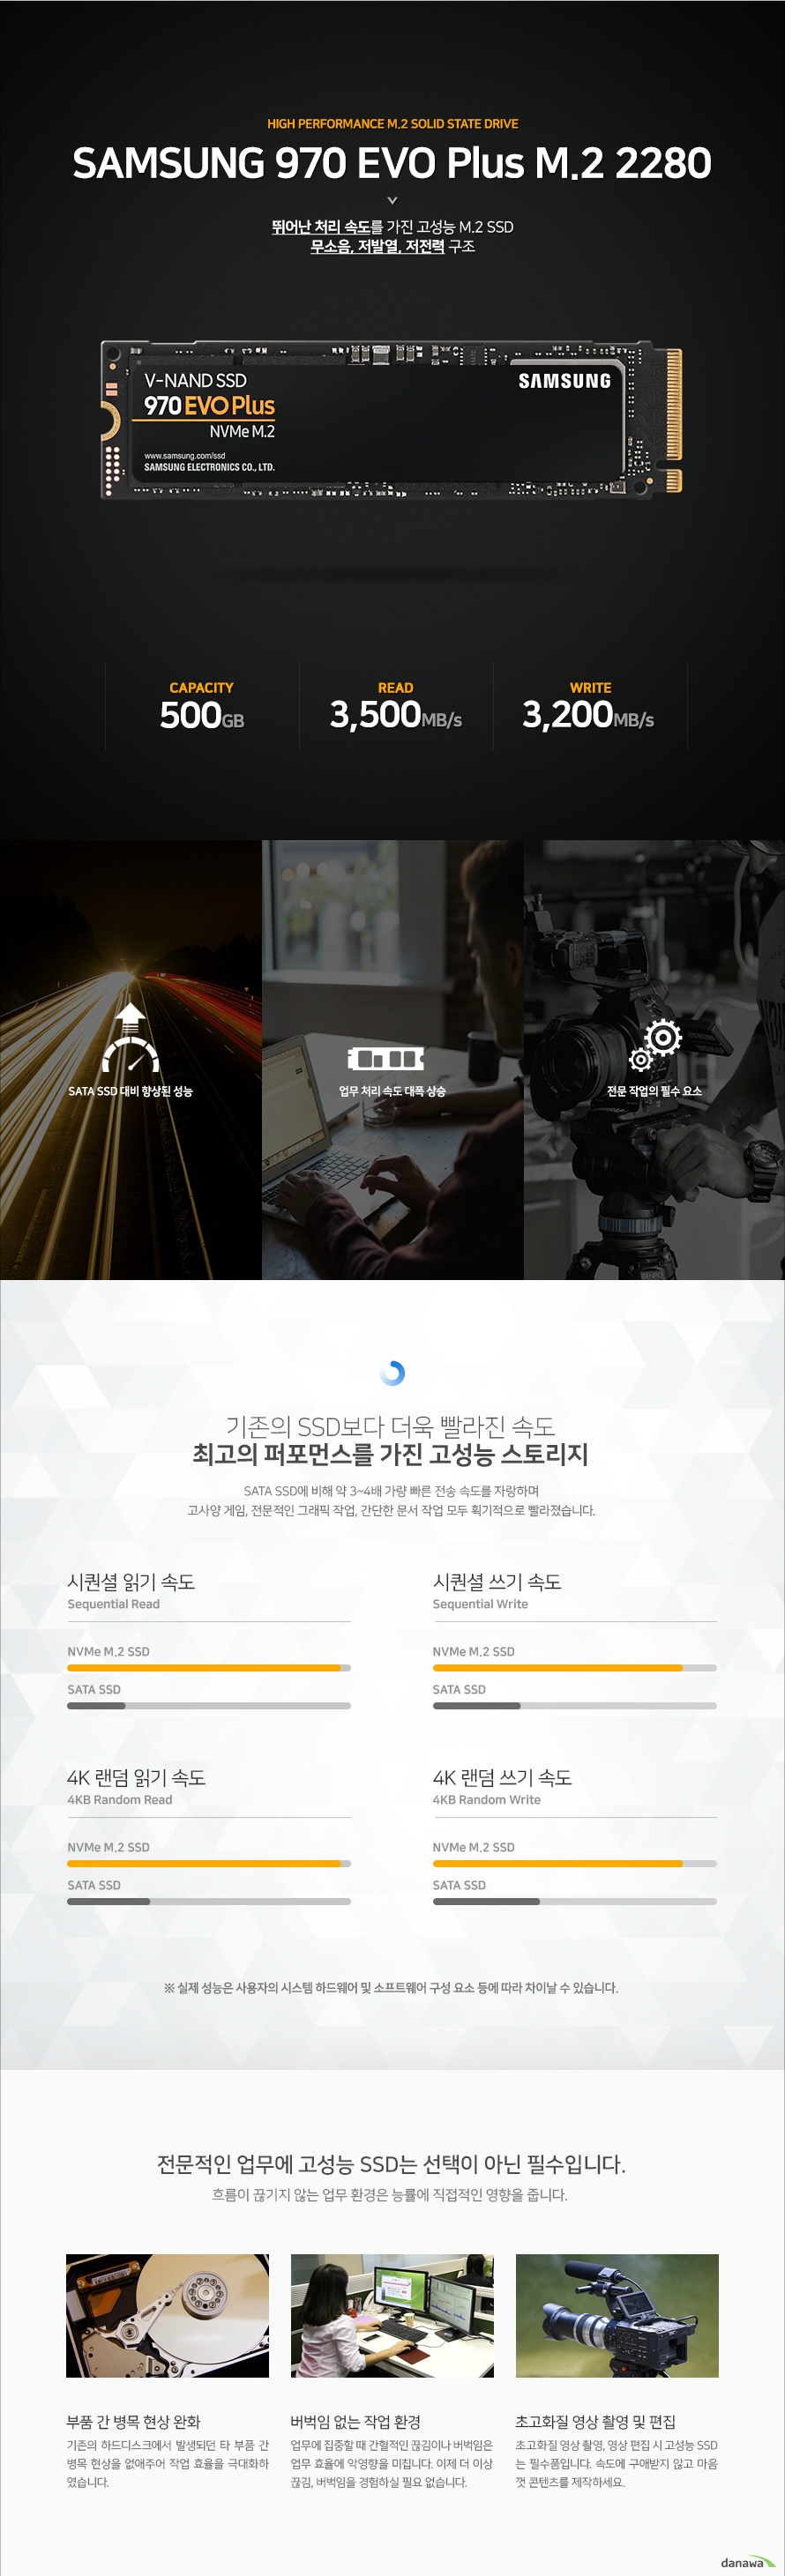 HIGH PERFORMANCE M.2 SOLID STATE DRIVE
SAMSUNG 970 EVO Plus M.2 2280
뛰어난 처리 속도를 가진 고성능 M.2 SSD
무소음, 저발열, 저전력 구조
V-NAND SSD
970 EVO Plus
NVMe M.2
www.samsung.com/ssd
SAMSUNG ELECTRONICS CO., LTD.
SAMSUNG
CAPACITY
500GB
READ
3,500MB/s
WRITE
3,200MB/s
SATA SSD 대비 향상된 성능
업무 처리 속도 대폭 상승
전문 작업의 필수 요소
기존의 SSD보다 더욱 빨라진 속도
최고의 퍼포먼스를 가진 고성능 스토리지
SATA SSD에 비해 약 3~4배 가량 빠른 전송 속도를 자랑하며
고사양 게임, 전문적인 그래픽 작업, 간단한 문서 작업 모두 획기적으로 빨라졌습니다.
시퀀셜 읽기 속도
Sequential Read
NVMe M.2 SSD
SATA SSD
시퀀셜 쓰기 속도
Sequential Write
NVMe M.2 SSD
SATA SSD
4K 랜덤 읽기 속도
4KB Random Read
NVMe M.2 SSD
SATA SSD
4K 랜덤 쓰기 속도
4KB Random Write
NVMe M.2 SSD
SATA SSD
※ 실제 성능은 사용자의 시스템 하드웨어 및 소프트웨어 구성 요소 등에 따라 차이날 수 있습니다.
전문적인 업무에 고성능 SSD는 선택이 아닌 필수입니다.
흐름이 끊기지 않는 업무 환경은 능률에 직접적인 영향을 줍니다.
부품 간 병목 현상 완화
기존의 하드디스크에서 발생되던 타 부품 간
병목 현상을 없애주어 작업 효율을 극대화하
였습니다.
버벅임 없는 작업 환경
업무에 집중할 때 간헐적인 끊김이나 버벅임은
업무 효율에 악영향을 미칩니다. 이제 더 이상
끊김, 버벅임을 경험하실 필요 없습니다.
초고화질 영상 촬영 및 편집
초고화질 영상 촬영, 영상 편집 시 고성능 SSD
는 필수품입니다. 속도에 구애받지 않고 마음
껏 콘텐츠를 제작하세요.
danawa